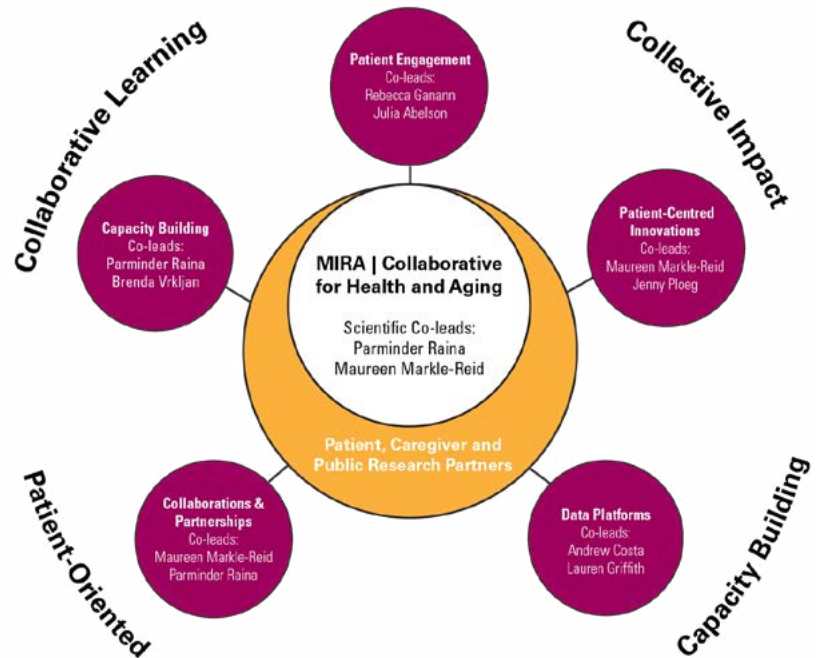 Collaborative Learning
Collective Impact
Patient Engagement
Co-leads:
Rebecca Ganann
Julia Abelson
Capacity Building
Co-leads:
Parminder Raina
Brenda Vrkljan
Patient-Centred
Innovations
Co-leads:
Maureen Markle-Reid
Jenny Ploeg
MIRA | Collaborative
for Health and Aging
Scientific Co-leads:
Parminder Raina
Maureen Markle-Reid
Patient, Caregiver and
Public Research Partners
Collaborations &
Partnerships
Co-leads:
Maureen Markle-Reid
Parminder Raina
Data Platforms
Co-leads:
Andrew Costa
Lauren Griffith
Patient-Oriented
Capacity Building